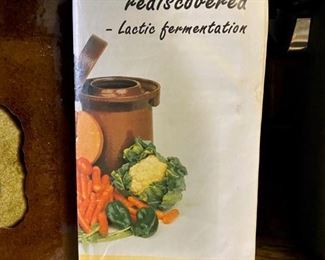 rediscovered
- Lactic fermentation